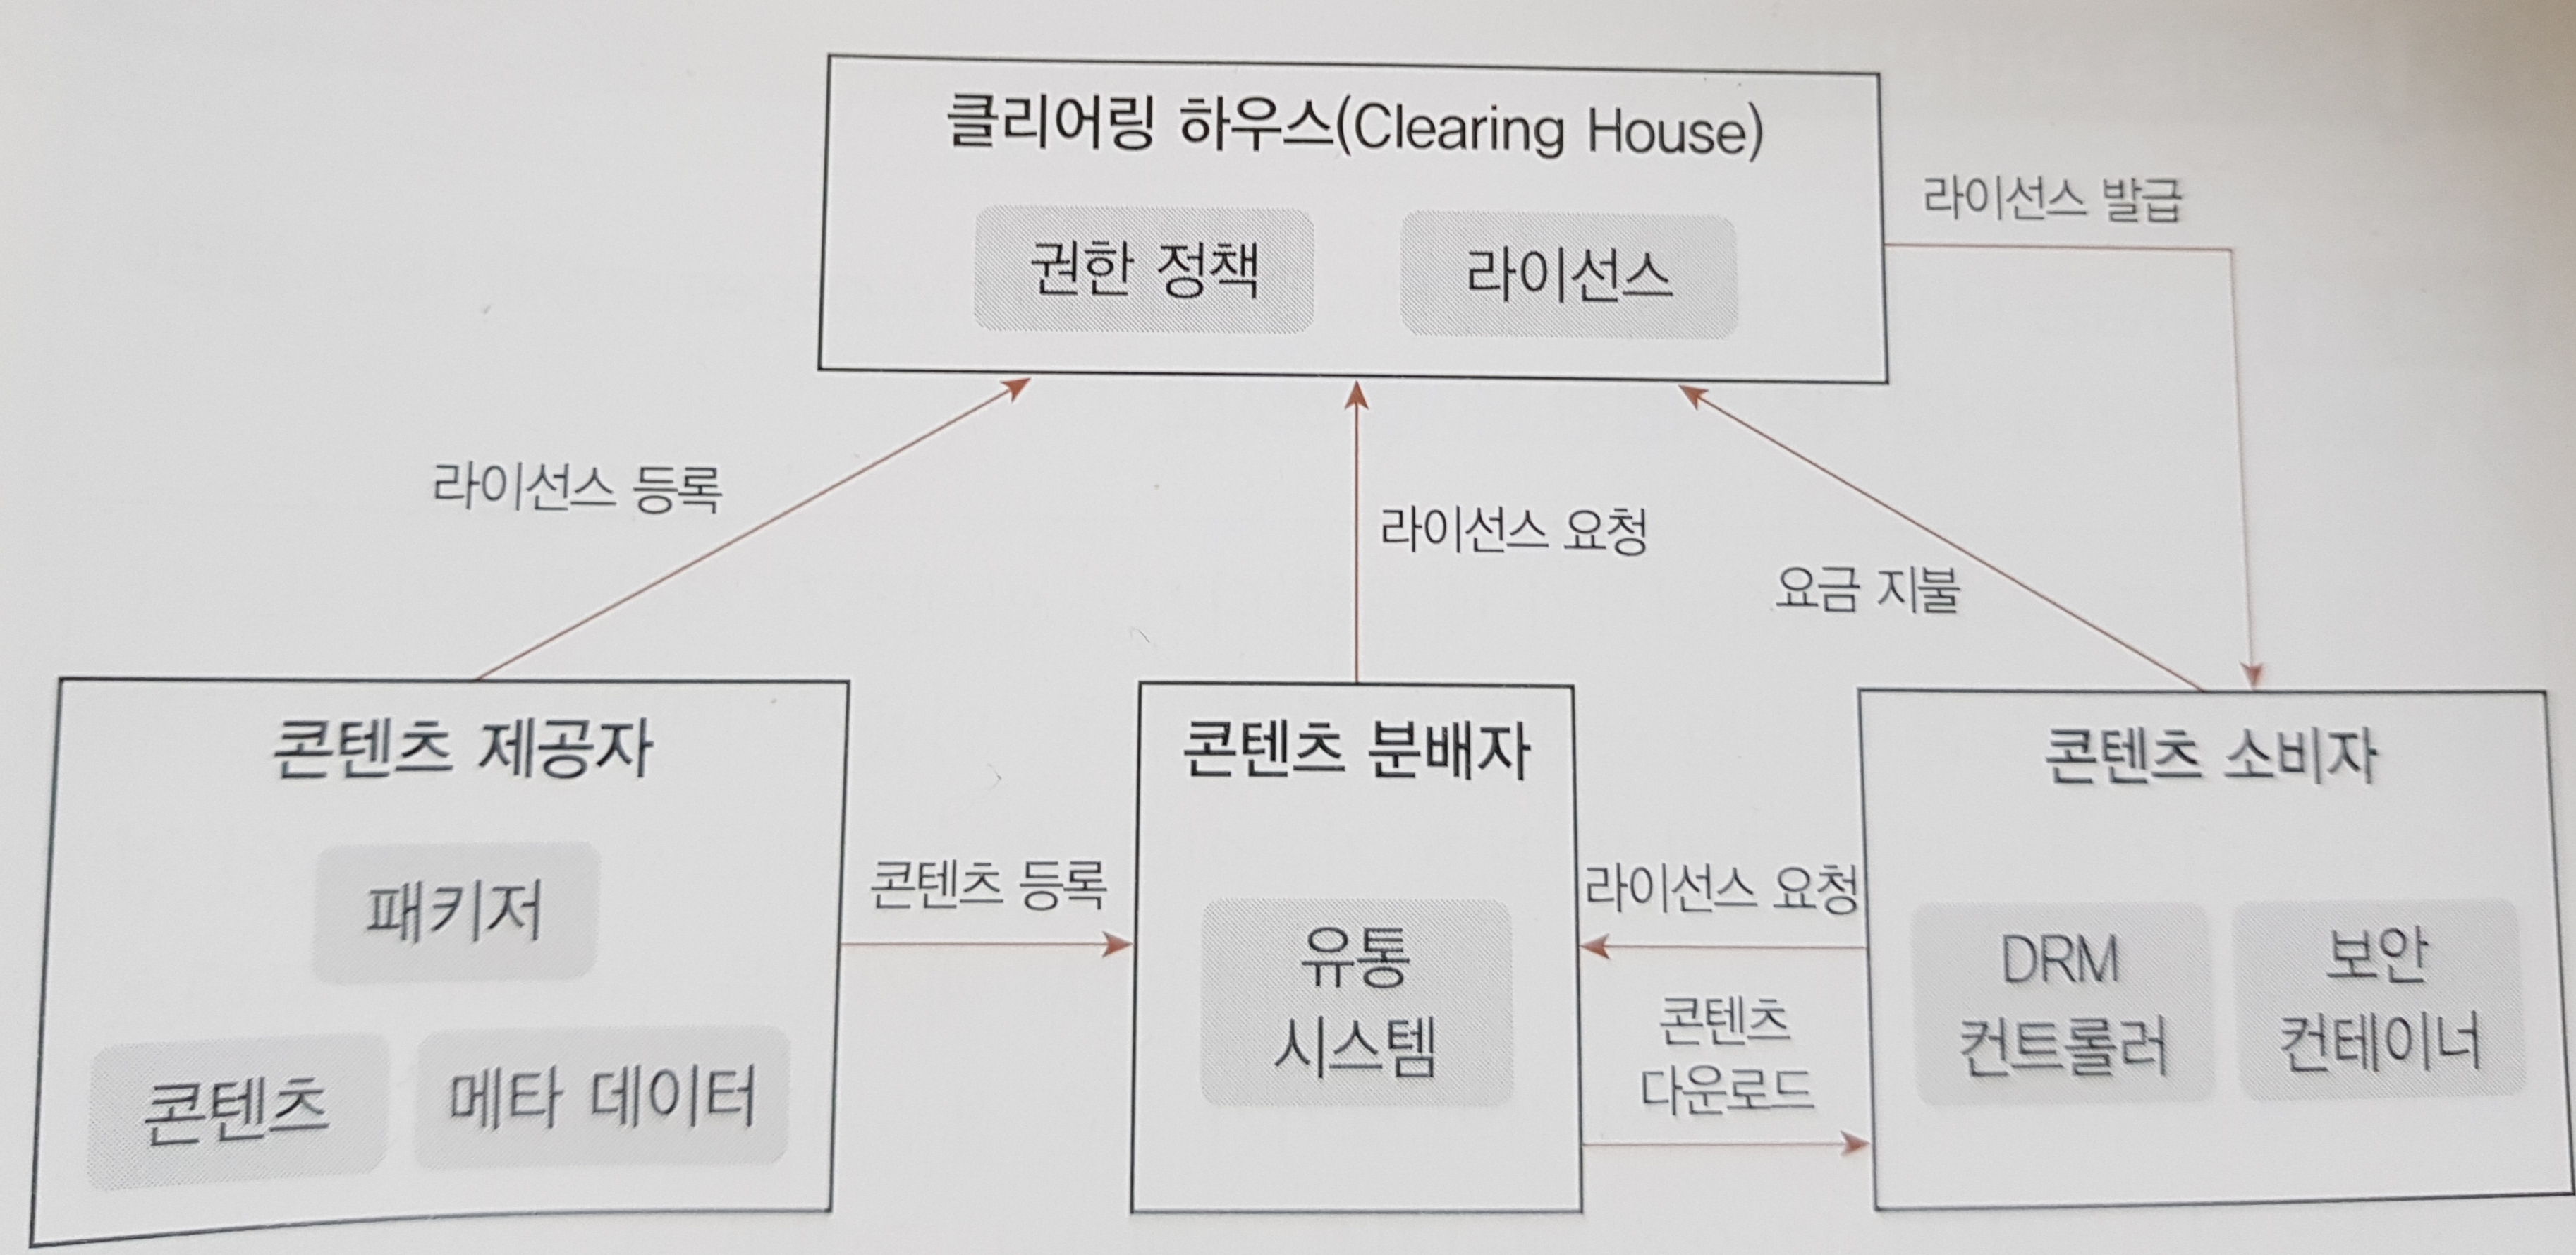 클리어링 하우스(Clearing House)
권한 정책
라이선스
라이선스 발급
라이선스 등록
라이선스 요청
요금 지불
콘텐츠 제공자
패키저
콘텐츠
메타 데이터
콘텐츠 등록
콘텐츠 분배자
유통
시스템
라이선스 요청
콘텐츠
다운로드
콘텐츠 소비자
DRM
컨트롤러
보안
컨테이너